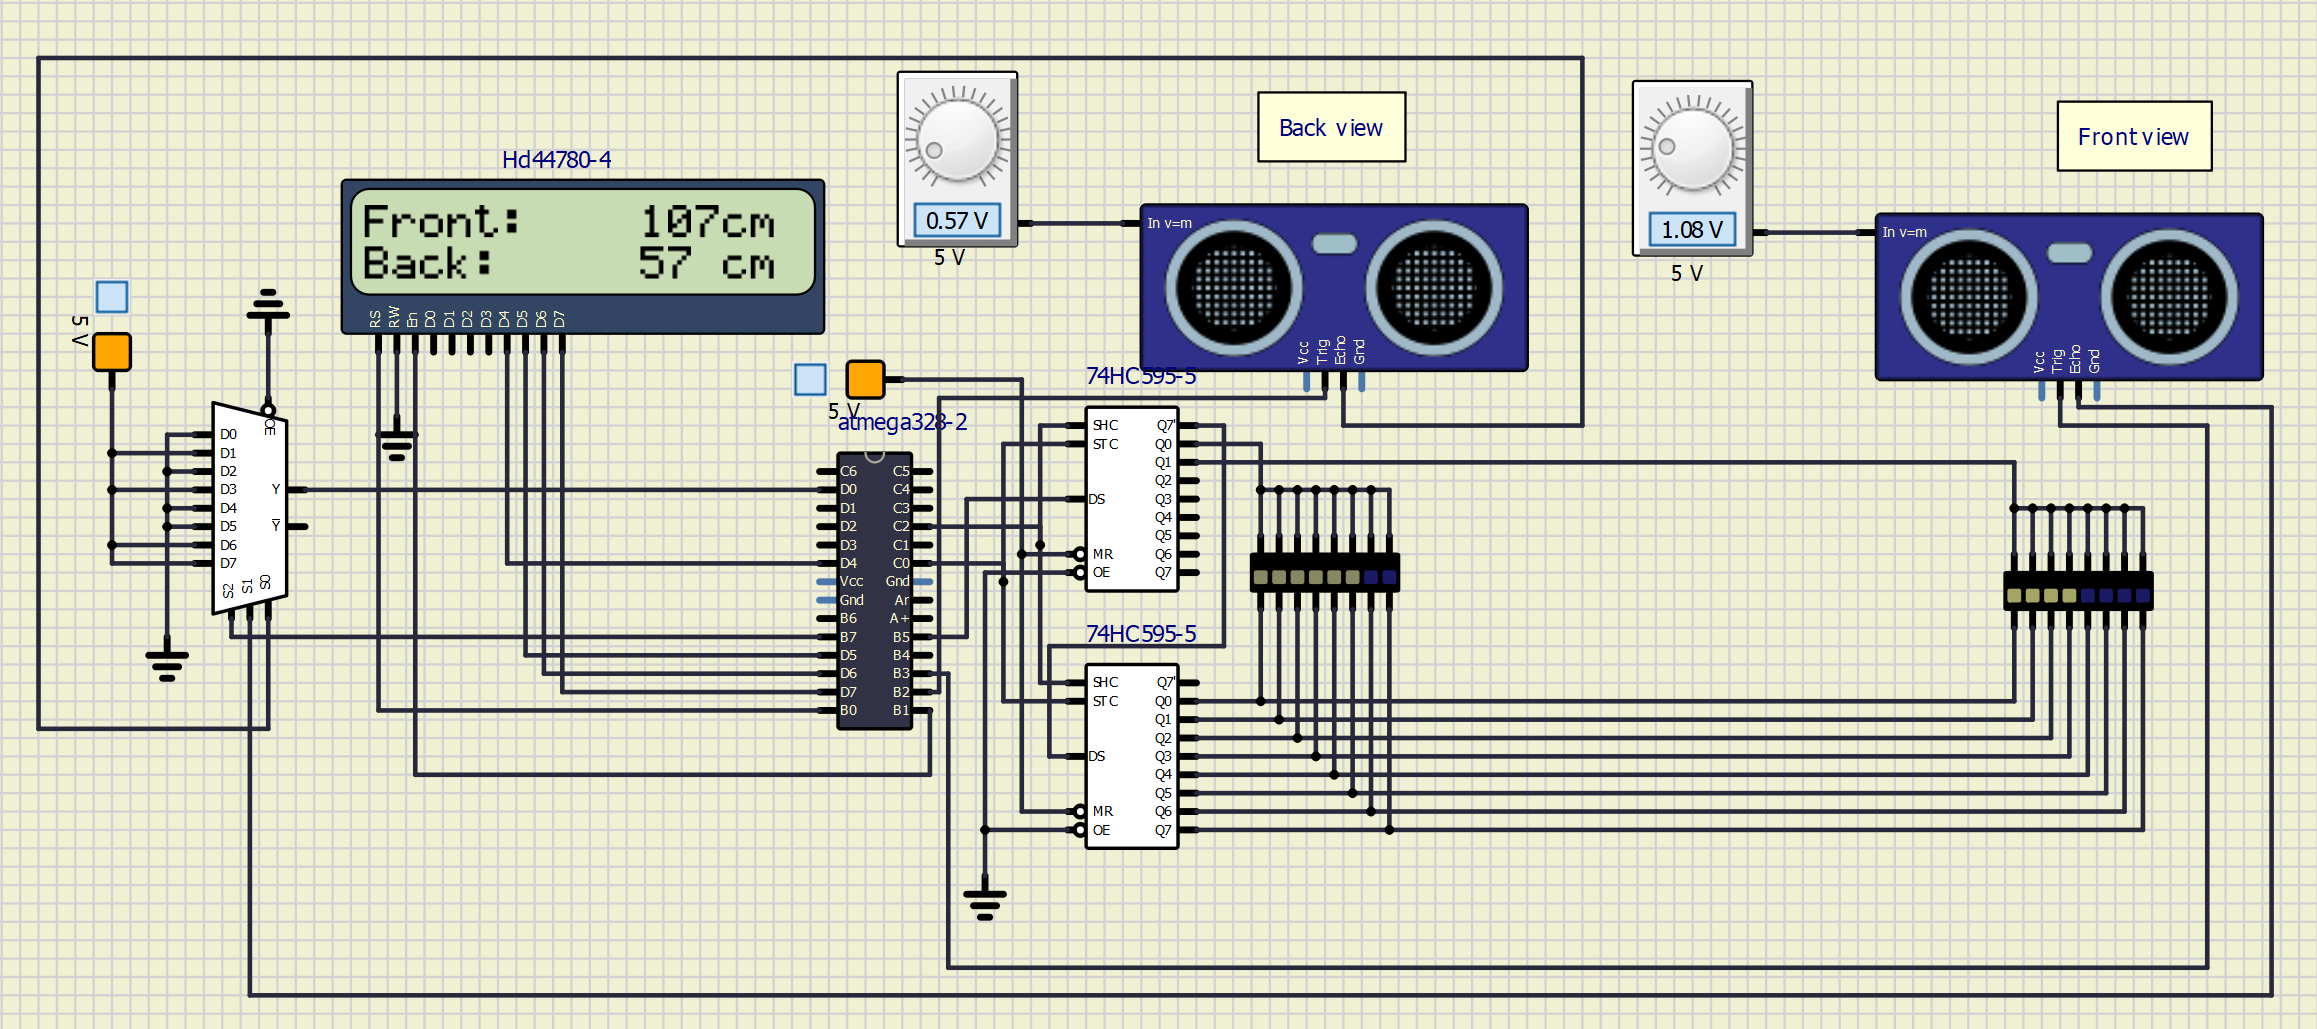 Back view
Front view
Hd44780-4
Front: 107cm
Back: 57 cm
RS RW En D0 D1 D2 D3 D4 D5 D6 D7
0.57 V
5 V
In v=m
Vcc Trig Echo Gnd
1.08 V
5 V
In v=m
Vcc Trig Echo Gnd
5 V
OE
D0
D1
D2
D3
D4
D5
D6
D7
Y
Y̅
S2 S1 S0
5 V
atmega328-2
C6 C5
D0 C4
D1 C3
D2 C2
D3 C1
D4 C0
Vcc Gnd
Gnd Ar
B6 A+
B7 B5
D5 B4
D6 B3
D7 B2
B0 B1
74HC595-5
SHC Q7'
STC Q0
Q1
Q2
DS Q3
Q4
Q5
MR Q6
OE Q7
74HC595-5
SHC Q7'
STC Q0
Q1
Q2
DS Q3
Q4
Q5
MR Q6
OE Q7